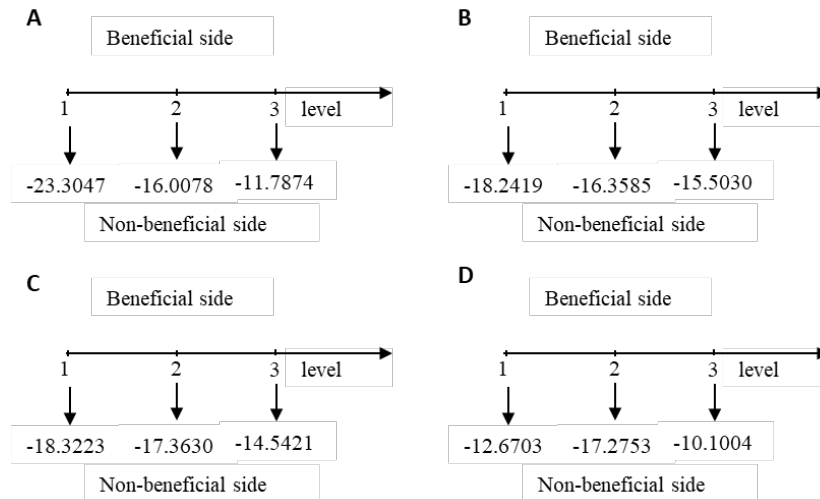 A
Beneficial side
1 2 3 level
-23.3047 -16.0078 -11.7874
Non-beneficial side
B
Beneficial side
1 2 3 level
-18.2419 -16.3585 -15.5030
Non-beneficial side
C
Beneficial side
1 2 3 level
-18.3223 -17.3630 -14.5421
Non-beneficial side
D
Beneficial side
1 2 3 level
-12.6703 -17.2753 -10.1004
Non-beneficial side